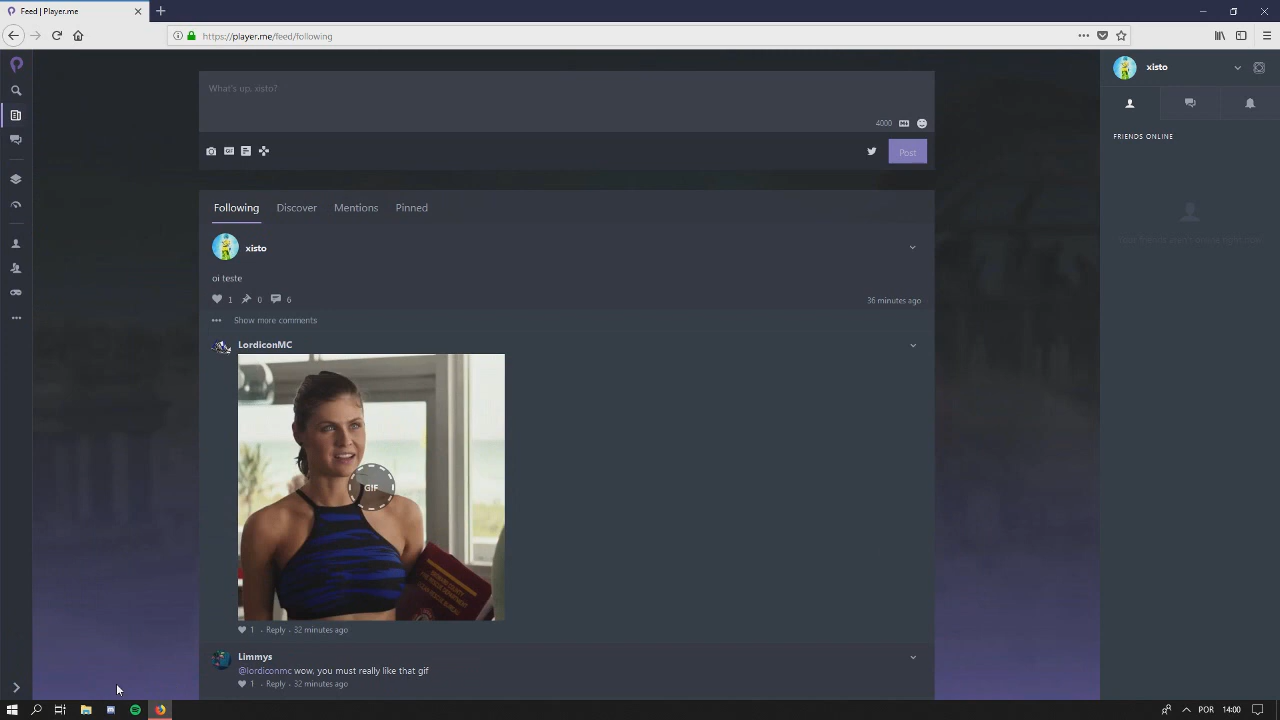 Feed | Player.me
https://player.me/feed/following
What's up, xisto?
4000
GIF
Post
Following Discover Mentions Pinned
xisto
oi teste
1 0 6
36 minutes ago
Show more comments
LordiconMC
GIF
1 - Reply - 32 minutes ago
Limmys
@lordiconmc wow, you must really like that gif
1 - Reply - 32 minutes ago
xisto
FRIENDS ONLINE
POR 14:00